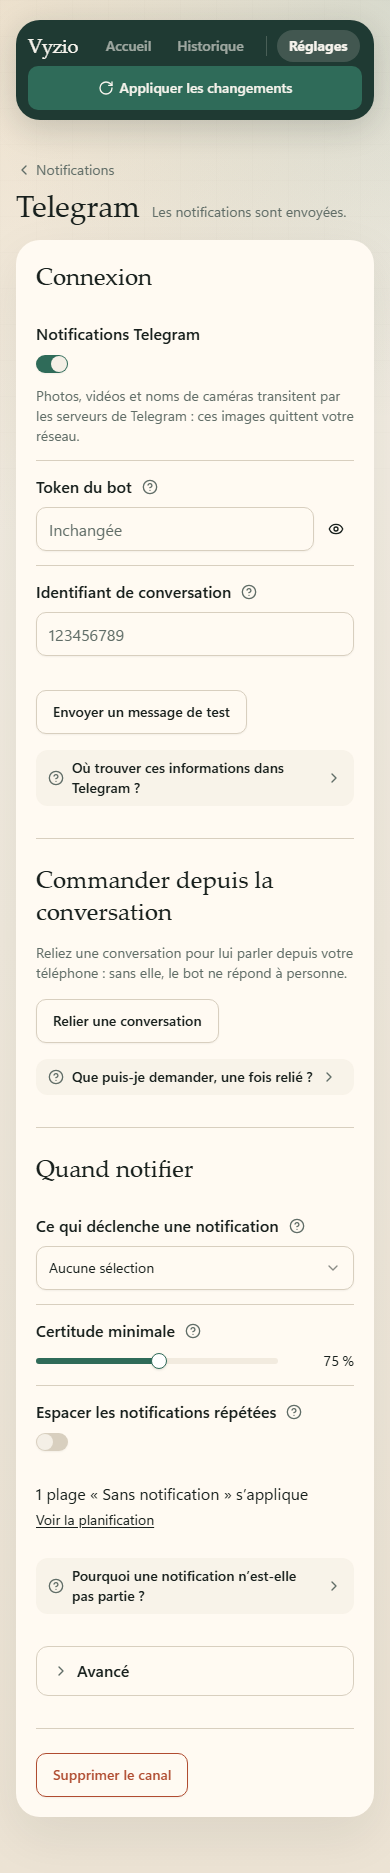 Vyzio Accueil Historique Réglages
Appliquer les changements
Notifications
Telegram Les notifications sont envoyées.
Connexion
Notifications Telegram
Photos, vidéos et noms de caméras transitent par
les serveurs de Telegram : ces images quittent votre
réseau.
Token du bot
Inchangée
Identifiant de conversation
123456789
Envoyer un message de test
Où trouver ces informations dans
Telegram ?
Commander depuis la
conversation
Reliez une conversation pour lui parler depuis votre
téléphone : sans elle, le bot ne répond à personne.
Relier une conversation
Que puis-je demander, une fois relié ?
Quand notifier
Ce qui déclenche une notification
Aucune sélection
Certitude minimale
75 %
Espacer les notifications répétées
1 plage « Sans notification » s’applique
Voir la planification
Pourquoi une notification n’est-elle
pas partie ?
Avancé
Supprimer le canal